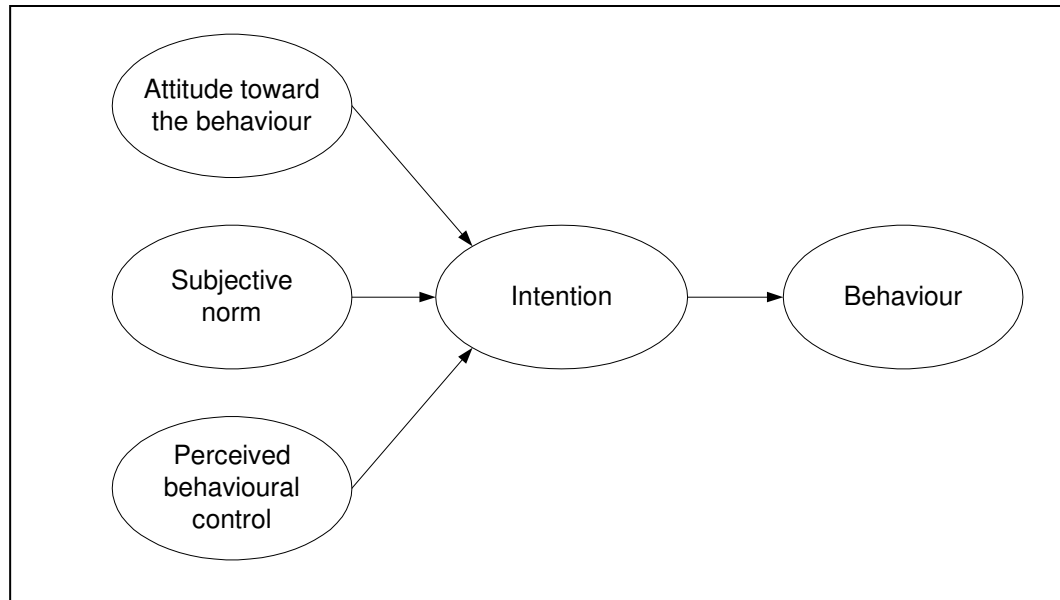 Attitude toward
the behaviour
Subjective
norm
Intention
Behaviour
Perceived
behavioural
control